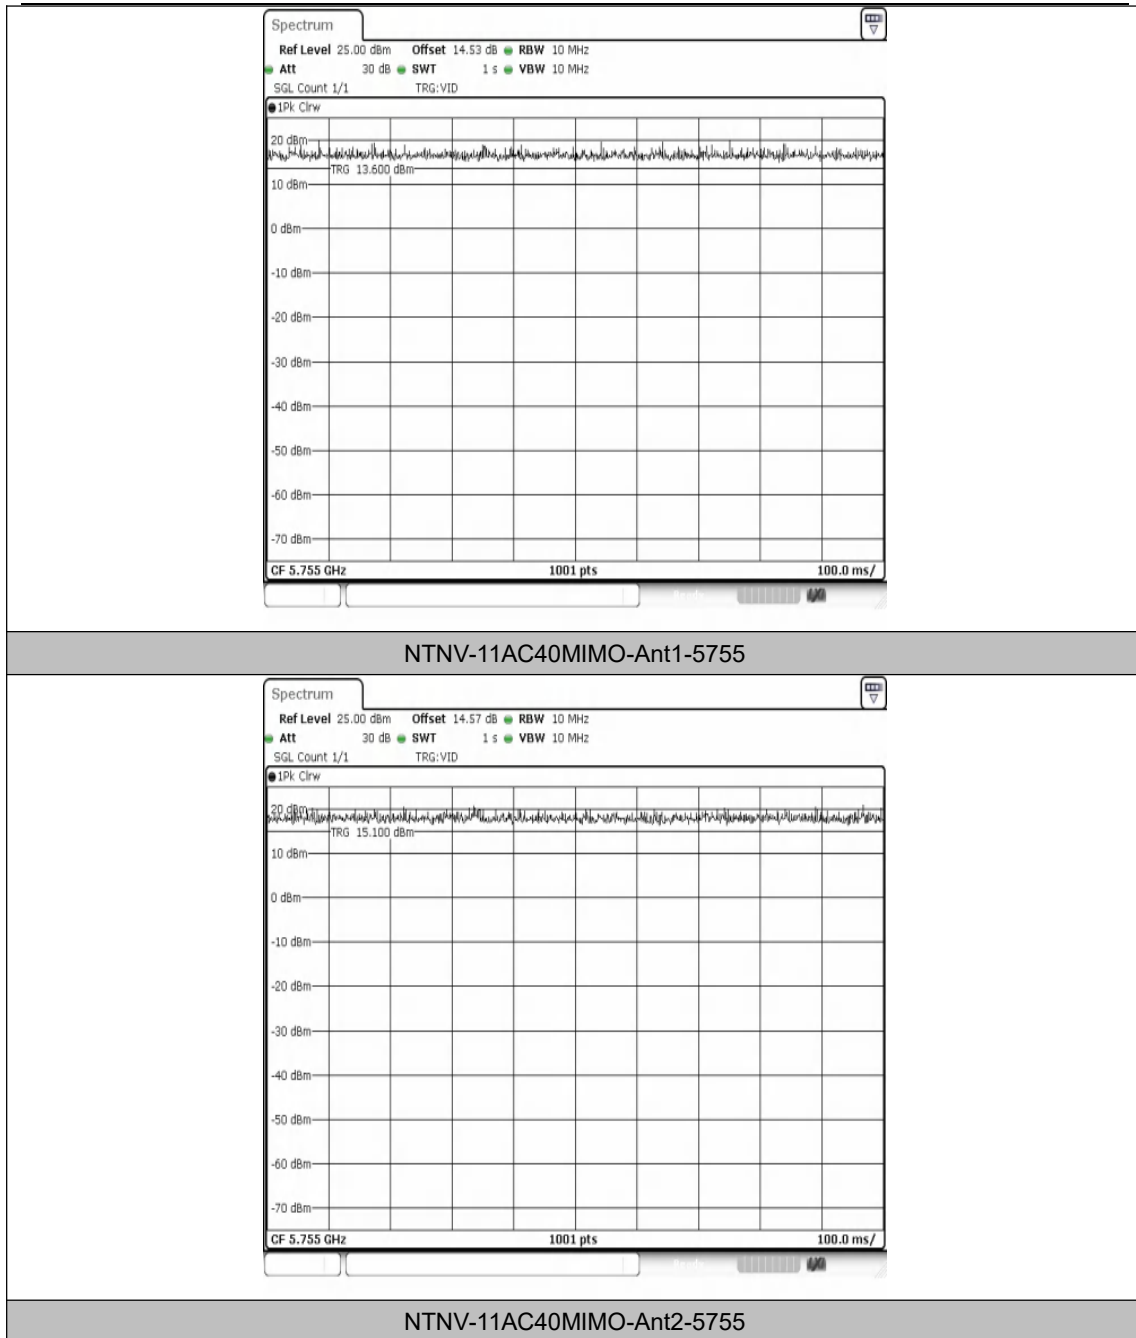 Spectrum
Ref Level 25.00 dBm Offset 14.53 dB RBW 10 MHz
Att 30 dB SWT 1 s VBW 10 MHz
SGL Count 1/1 TRG:VID
1Pk Clrw
20 dBm
TRG 13.600 dBm
10 dBm
0 dBm
-10 dBm
-20 dBm
-30 dBm
-40 dBm
-50 dBm
-60 dBm
-70 dBm
CF 5.755 GHz 1001 pts 100.0 ms/
NTNV-11AC40MIMO-Ant1-5755
Spectrum
Ref Level 25.00 dBm Offset 14.57 dB RBW 10 MHz
Att 30 dB SWT 1 s VBW 10 MHz
SGL Count 1/1 TRG:VID
1Pk Clrw
20 dBm
TRG 15.100 dBm
10 dBm
0 dBm
-10 dBm
-20 dBm
-30 dBm
-40 dBm
-50 dBm
-60 dBm
-70 dBm
CF 5.755 GHz 1001 pts 100.0 ms/
NTNV-11AC40MIMO-Ant2-5755